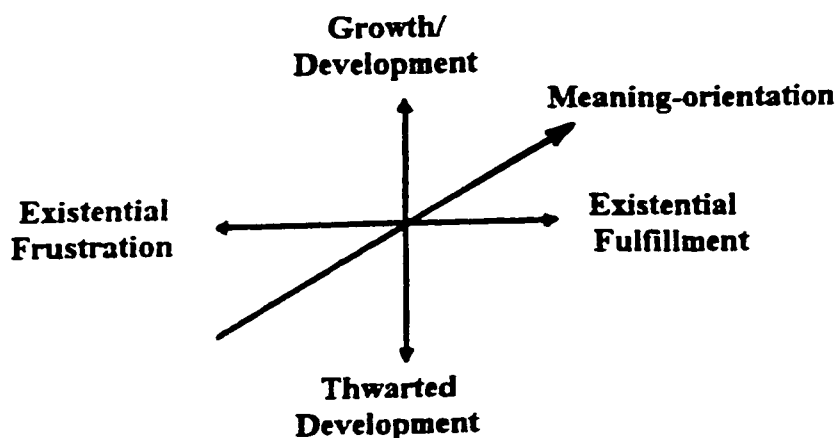 Growth/
Development
Meaning-orientation
Existential
Frustration
Existential
Fulfillment
Thwarted
Development